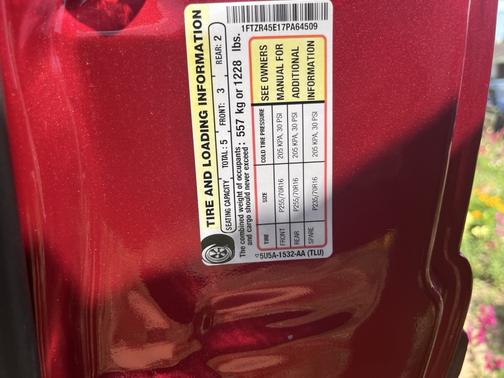 1FTZR45E17PA64509
TIRE AND LOADING INFORMATION
SEATING CAPACITY TOTAL: 5 FRONT: 3 REAR: 2
The combined weight of occupants
and cargo should never exceed : 557 kg or 1228 lbs.
TIRE SIZE COLD TIRE PRESSURE
FRONT P255/70R16 205 KPA, 30 PSI
REAR P255/70R16 205 KPA, 30 PSI
SPARE P235/70R16 205 KPA, 30 PSI
SEE OWNERS
MANUAL FOR
ADDITIONAL
INFORMATION
5U5A-1532-AA (TLU)